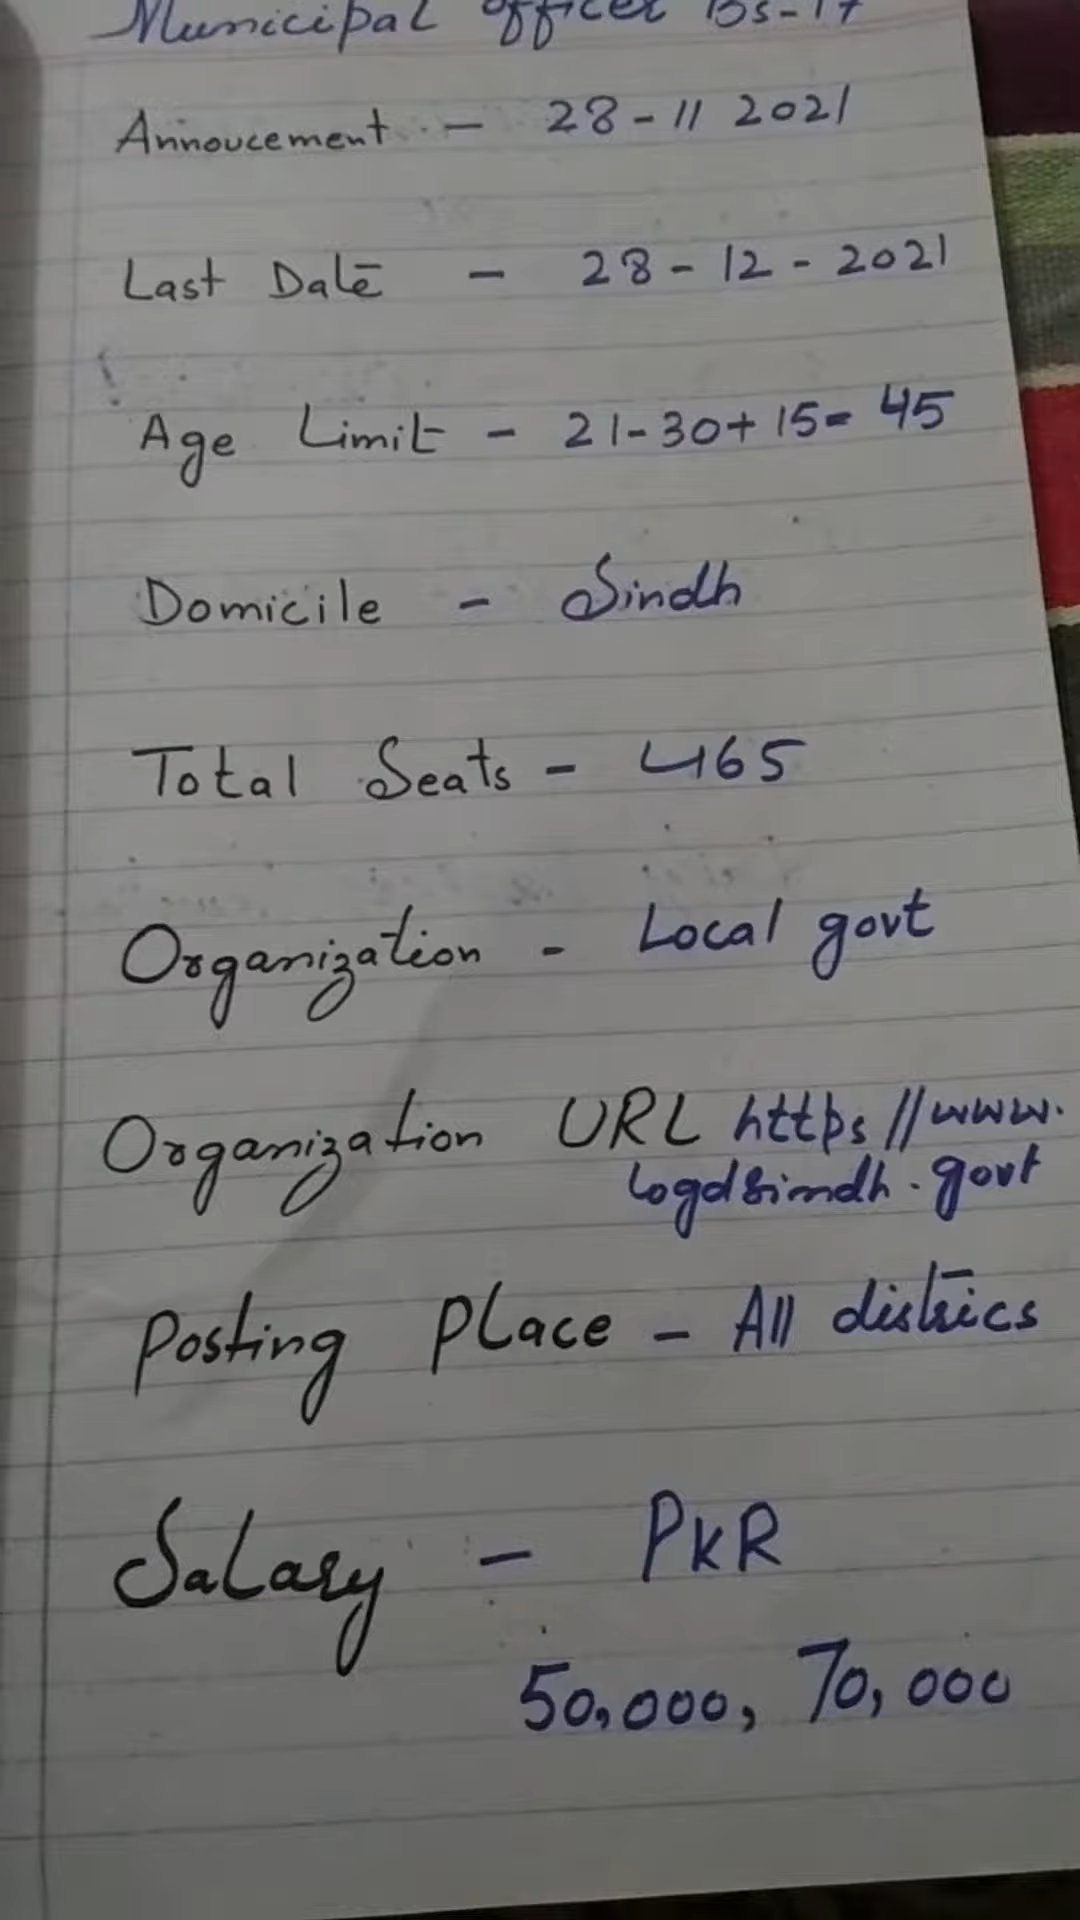 Municipal officer BS-17
Annoucement - 28-11 2021
Last Date - 28-12-2021
Age Limit - 21-30+15= 45
Domicile - Sindh
Total Seats - 465
Organization - Local govt
Organization URL https//www.
logdsindh.govt
Posting Place - All districs
Salary - PKR
50,000, 70,000